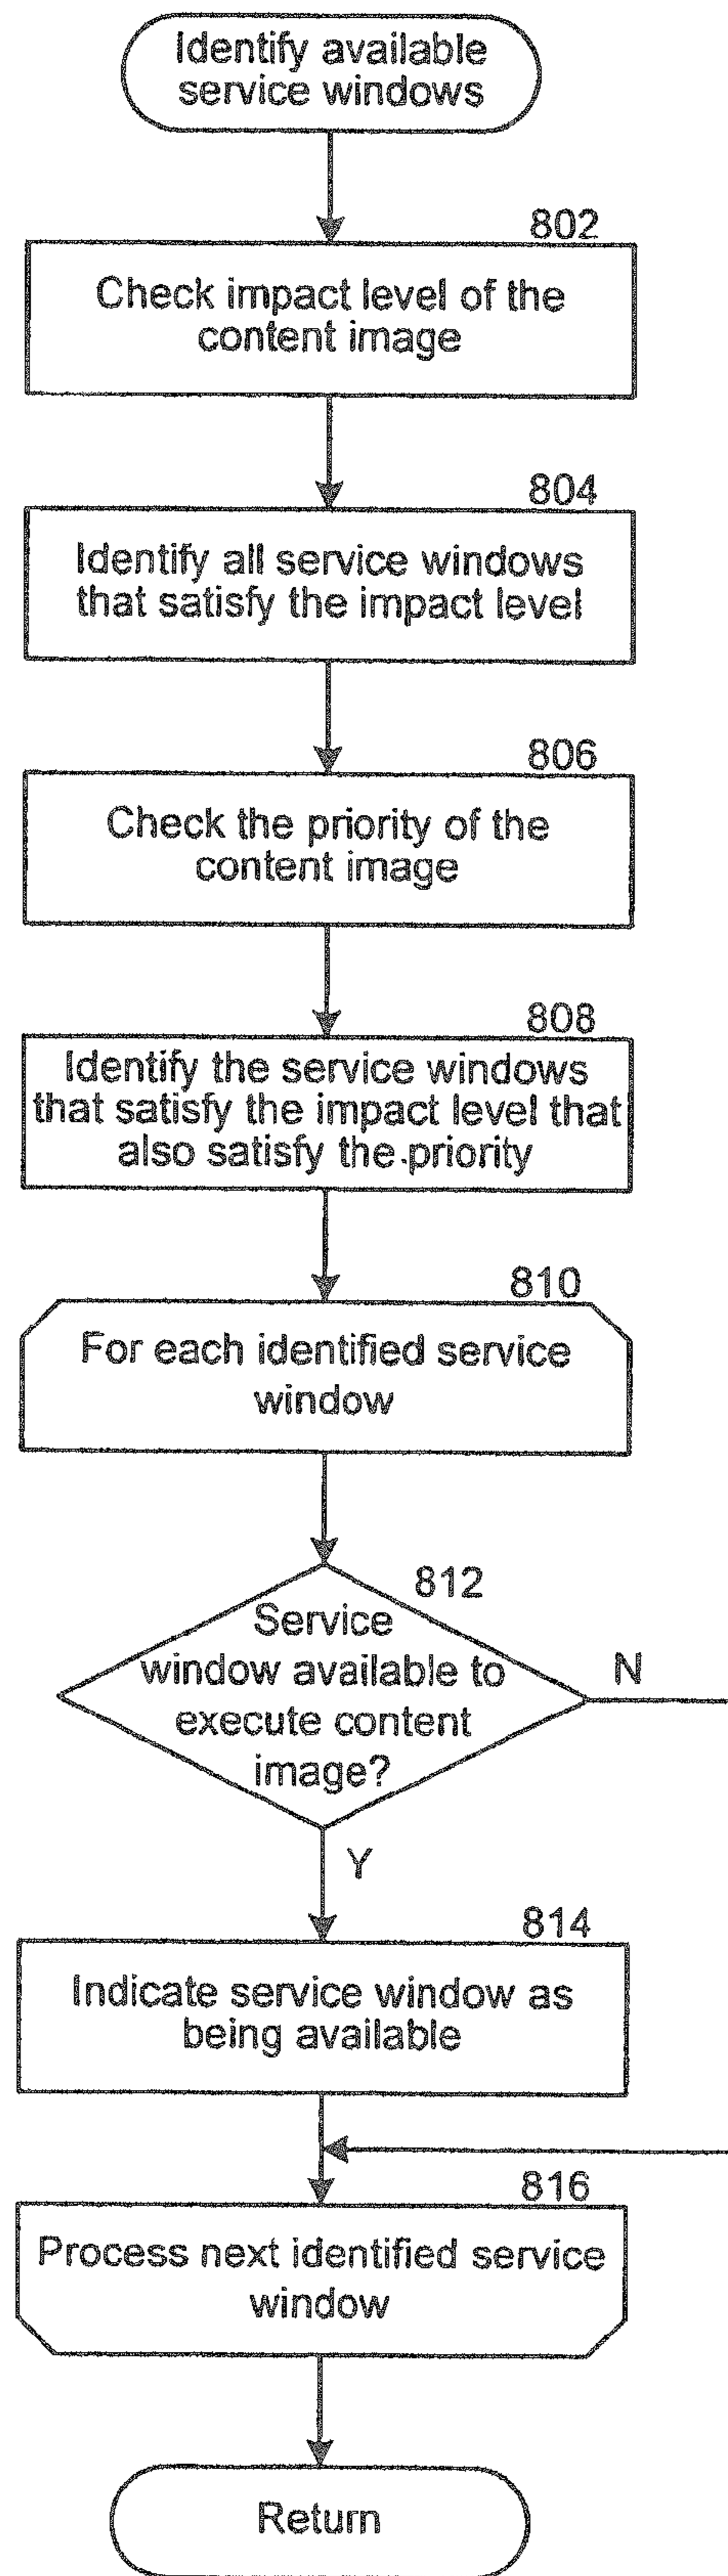 Identify available
service windows
802
Check impact level of the
content image
804
Identify all service windows
that satisfy the impact level
806
Check the priority of the
content image
808
Identify the service windows
that satisfy the impact level that
also satisfy the priority
810
For each identified service
window
812
Service
window available to
execute content
image?
N
Y
814
Indicate service window as
being available
816
Process next identified service
window
Return